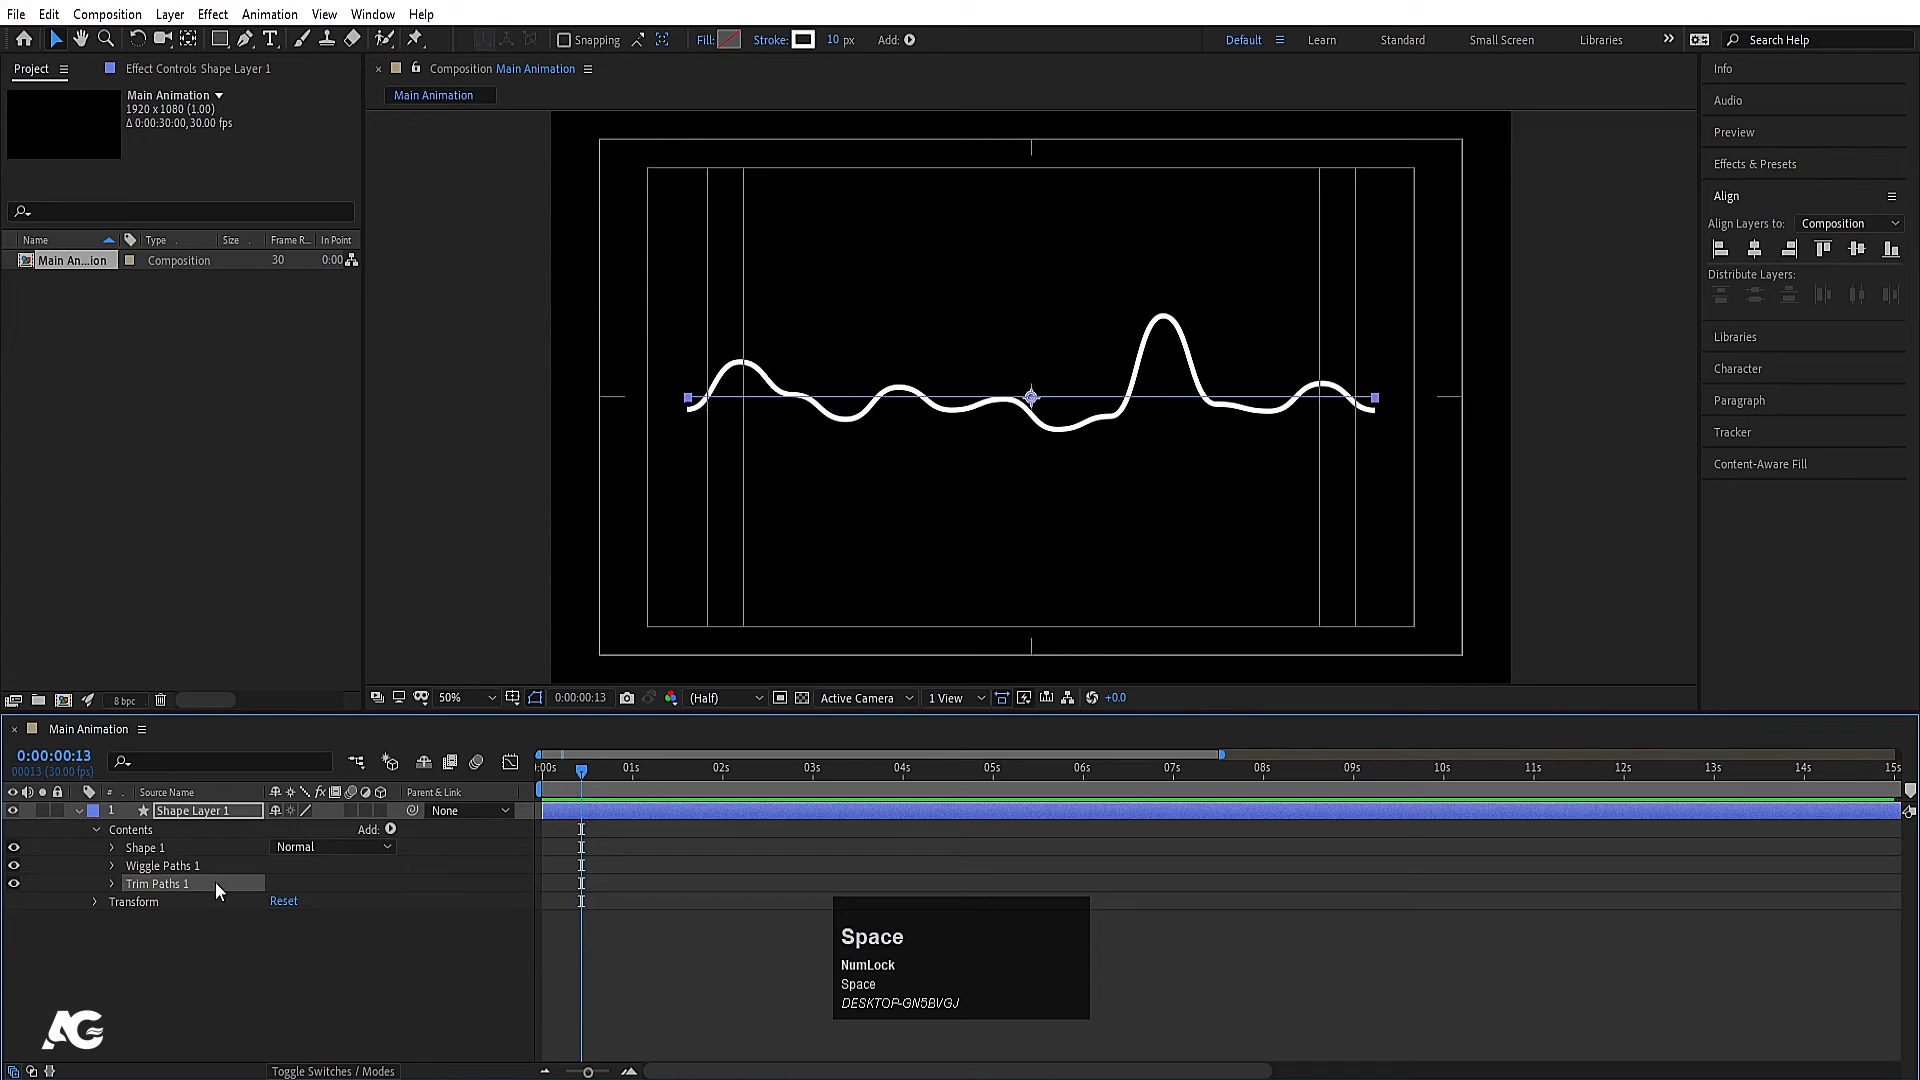 File Edit Composition Layer Effect Animation View Window Help
Snapping Fill: Stroke: 10 px Add: Default Learn Standard Small Screen Libraries Search Help
Project Effect Controls Shape Layer 1
Main Animation
1920 x 1080 (1.00)
Δ 0:00:30:00, 30.00 fps
Name Type Size Frame R... In Point
Main An...ion Composition 30 0:00
8 bpc
Composition Main Animation
Main Animation
50% 0:00:00:13 (Half) Active Camera 1 View +0.0
Info
Audio
Preview
Effects & Presets
Align
Align Layers to: Composition
Distribute Layers:
Libraries
Character
Paragraph
Tracker
Content-Aware Fill
Main Animation
0:00:00:13
00013 (30.00 fps)
# Source Name fx Parent & Link
1 Shape Layer 1 None
Contents Add:
Shape 1 Normal
Wiggle Paths 1
Trim Paths 1
Transform Reset
:00s 01s 02s 03s 04s 05s 06s 07s 08s 09s 10s 11s 12s 13s 14s 15s
Space
NumLock
Space
DESKTOP-GN5BVGJ
AG
Toggle Switches / Modes